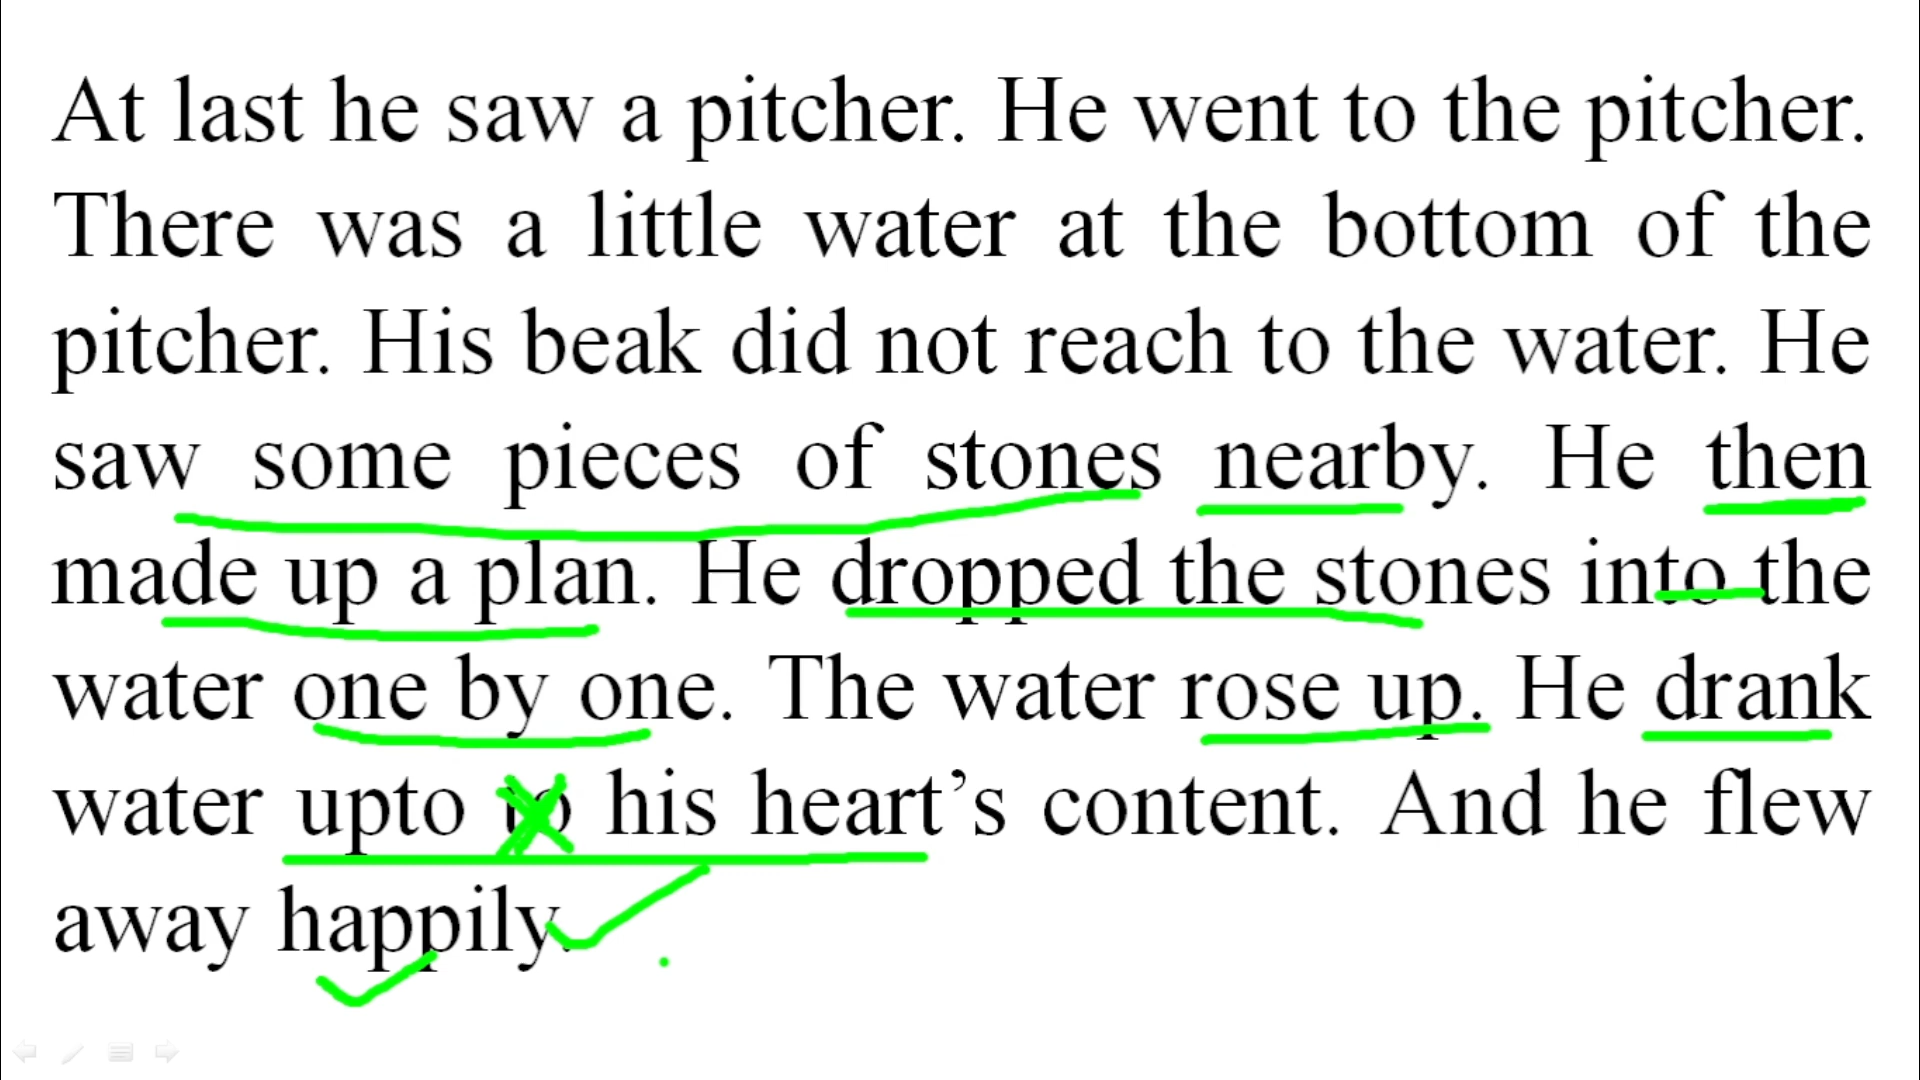 At last he saw a pitcher. He went to the pitcher.
There was a little water at the bottom of the
pitcher. His beak did not reach to the water. He
saw some pieces of stones nearby. He then
made up a plan. He dropped the stones into the
water one by one. The water rose up. He drank
water upto to his heart’s content. And he flew
away happily.